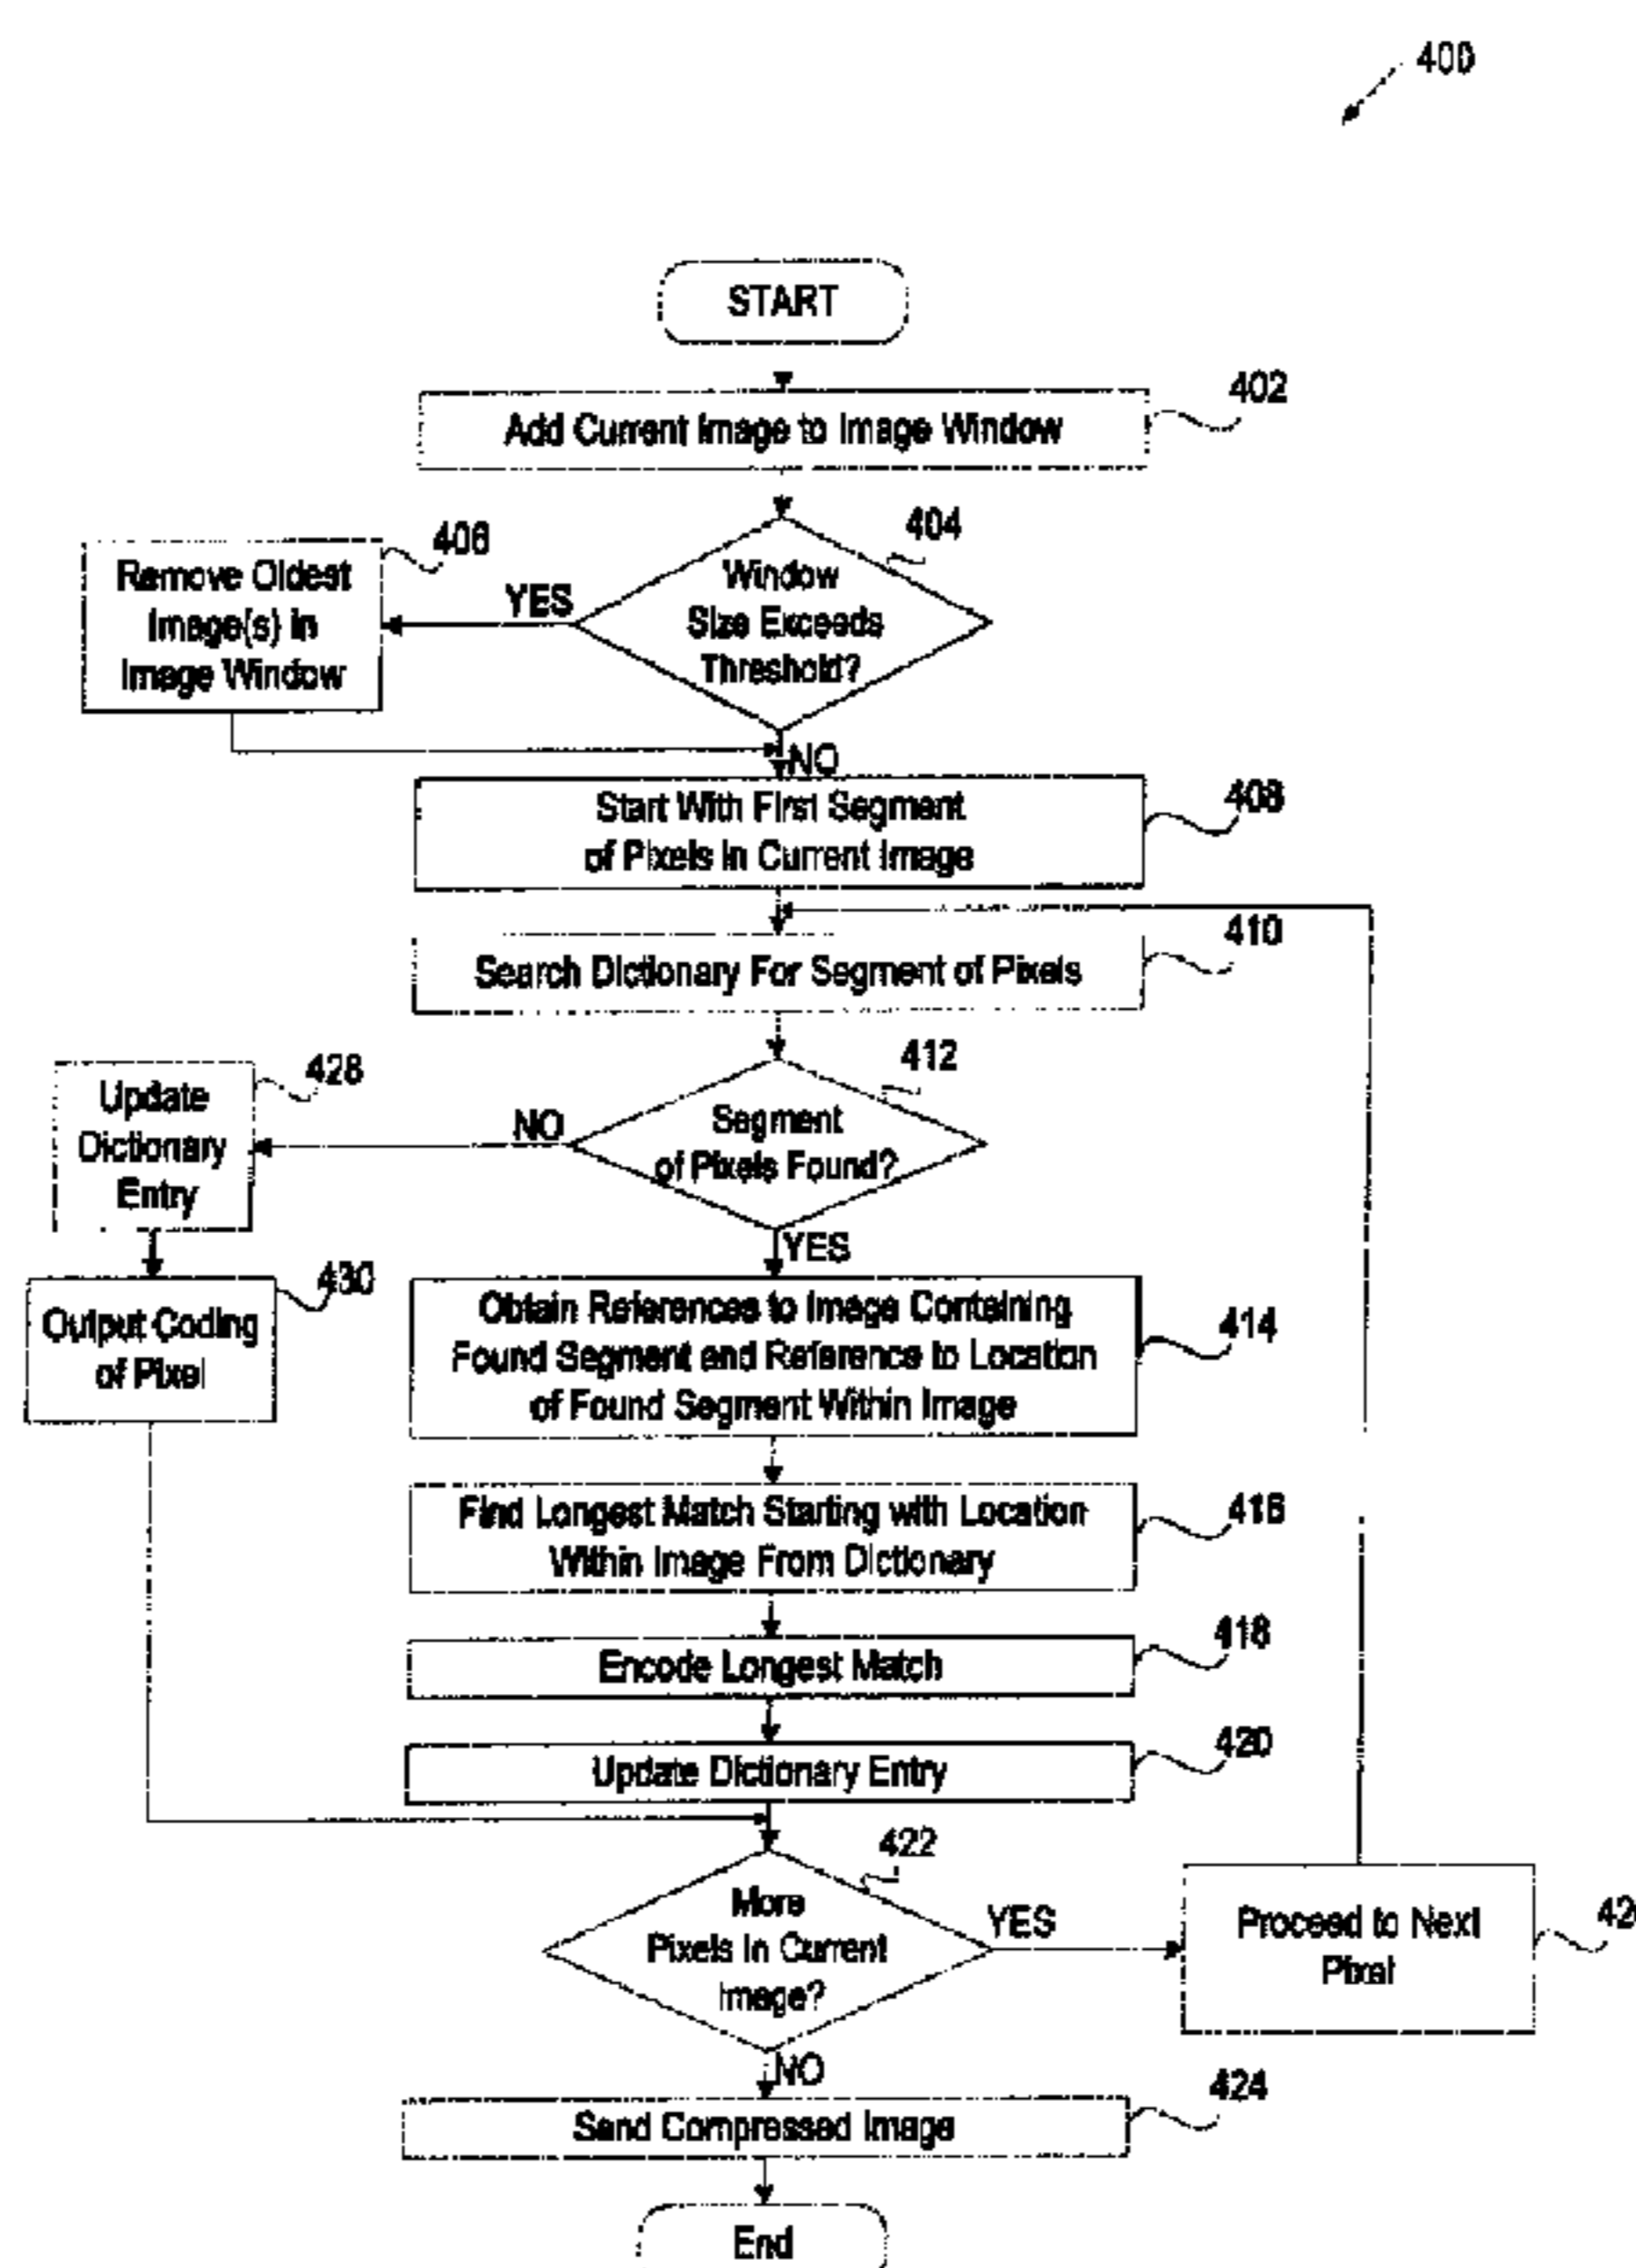 400
START
Add Current Image to Image Window
402
404
Window
Size Exceeds
Threshold?
YES
406
Remove Oldest
Image(s) in
Image Window
NO
Start With First Segment
of Pixels In Current Image
408
Search Dictionary For Segment of Pixels
410
412
Segment
of Pixels Found?
NO
428
Update
Dictionary
Entry
430
Output Coding
of Pixel
YES
Obtain References to Image Containing
Found Segment and Reference to Location
of Found Segment Within Image
414
Find Longest Match Starting with Location
Within Image From Dictionary
416
Encode Longest Match
418
Update Dictionary Entry
420
422
More
Pixels In Current
Image?
YES
Proceed to Next
Pixel
NO
Send Compressed Image
424
End